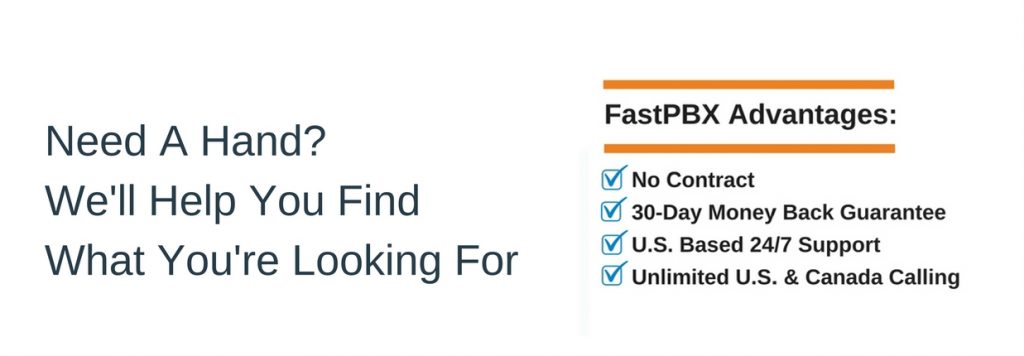 Need A Hand?
We'll Help You Find
What You're Looking For
FastPBX Advantages:
No Contract
30-Day Money Back Guarantee
U.S. Based 24/7 Support
Unlimited U.S. & Canada Calling